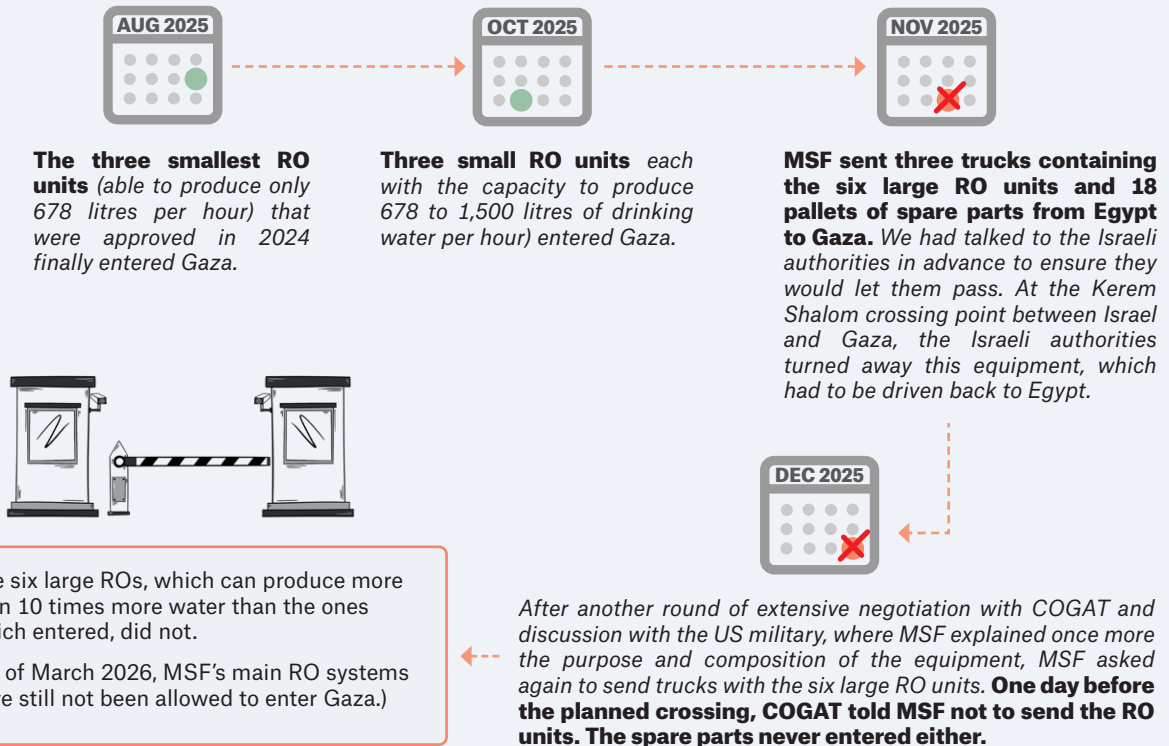 AUG 2025
The three smallest RO
units (able to produce only
678 litres per hour) that
were approved in 2024
finally entered Gaza.
OCT 2025
Three small RO units each
with the capacity to produce
678 to 1,500 litres of drinking
water per hour) entered Gaza.
NOV 2025
MSF sent three trucks containing
the six large RO units and 18
pallets of spare parts from Egypt
to Gaza. We had talked to the Israeli
authorities in advance to ensure they
would let them pass. At the Kerem
Shalom crossing point between Israel
and Gaza, the Israeli authorities
turned away this equipment, which
had to be driven back to Egypt.
DEC 2025
After another round of extensive negotiation with COGAT and
discussion with the US military, where MSF explained once more
the purpose and composition of the equipment, MSF asked
again to send trucks with the six large RO units. One day before
the planned crossing, COGAT told MSF not to send the RO
units. The spare parts never entered either.
six large ROs, which can produce more
10 times more water than the ones
entered, did not.
of March 2026, MSF's main RO systems
still not been allowed to enter Gaza.)